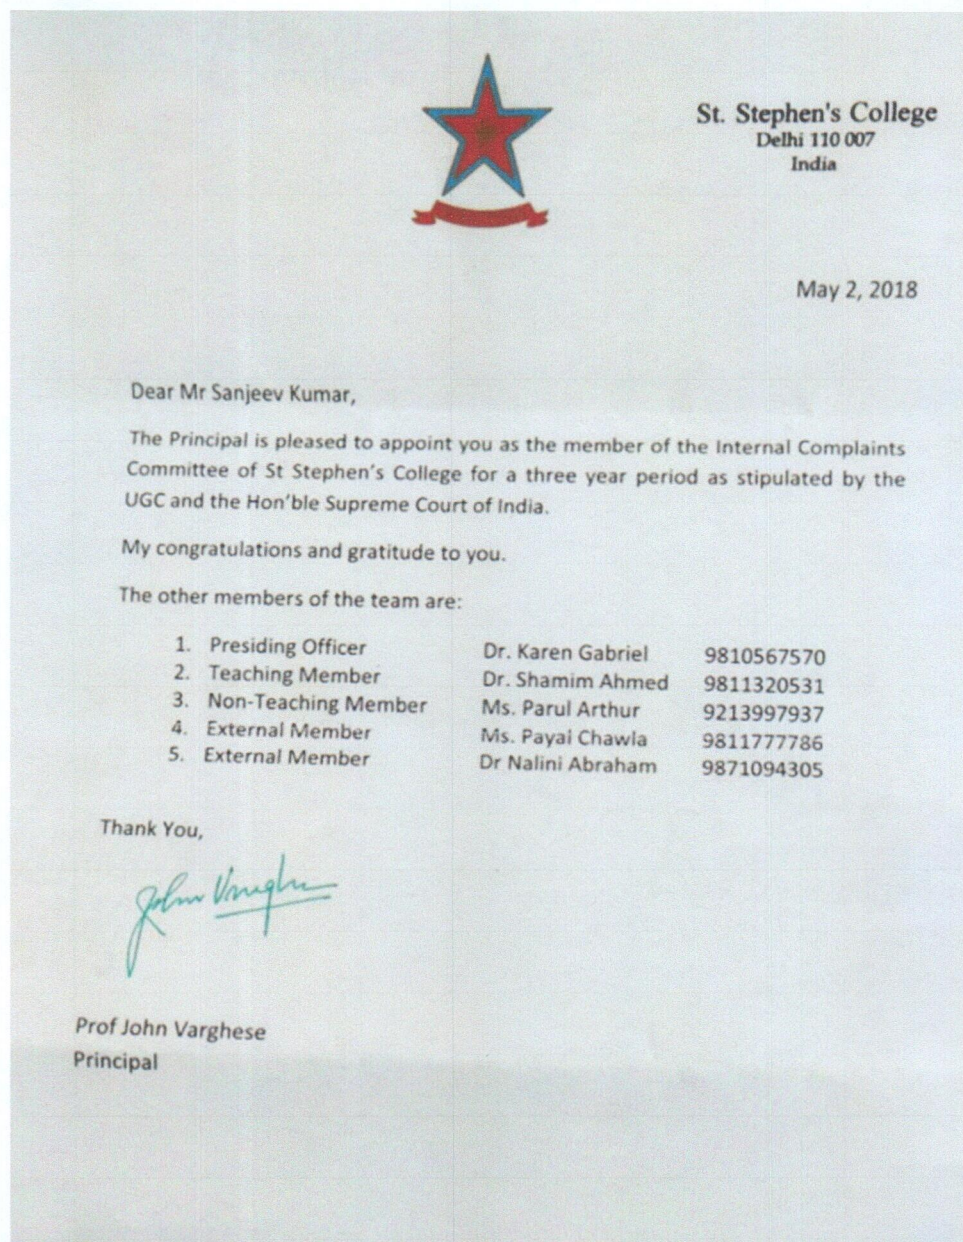 St. Stephen's College
Delhi 110 007
India
May 2, 2018
Dear Mr Sanjeev Kumar,
The Principal is pleased to appoint you as the member of the Internal Complaints
Committee of St Stephen's College for a three year period as stipulated by the
UGC and the Hon'ble Supreme Court of India.
My congratulations and gratitude to you.
The other members of the team are:
1. Presiding Officer Dr. Karen Gabriel 9810567570
2. Teaching Member Dr. Shamim Ahmed 9811320531
3. Non-Teaching Member Ms. Parul Arthur 9213997937
4. External Member Ms. Payal Chawla 9811777786
5. External Member Dr Nalini Abraham 9871094305
Thank You,
John Varghese
Prof John Varghese
Principal